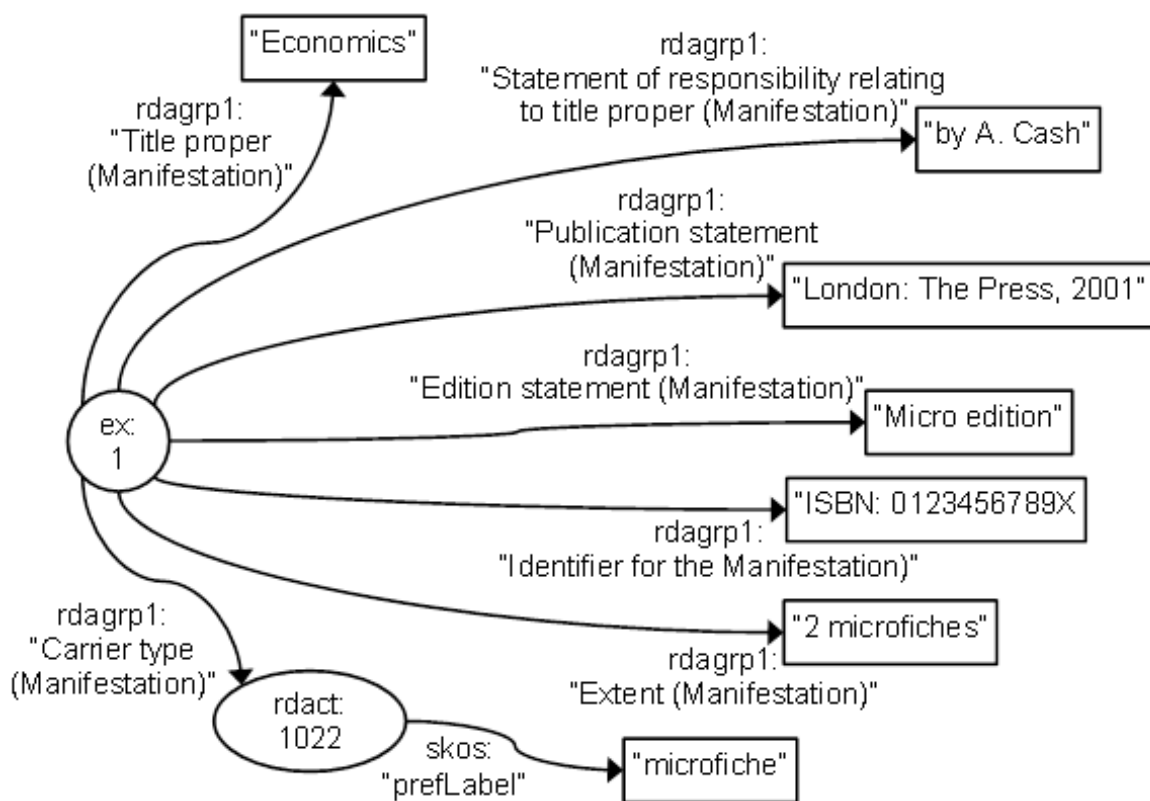 "Economics"
rdagrp1:
"Title proper
(Manifestation)"
rdagrp1:
"Statement of responsibility relating
to title proper (Manifestation)"
"by A. Cash"
rdagrp1:
"Publication statement
(Manifestation)"
"London: The Press, 2001"
rdagrp1:
"Edition statement (Manifestation)"
"Micro edition"
ex:
1
"ISBN: 0123456789X
rdagrp1:
"Identifier for the Manifestation)"
"2 microfiches"
rdagrp1:
"Extent (Manifestation)"
rdagrp1:
"Carrier type
(Manifestation)"
rdact:
1022
skos:
"prefLabel"
"microfiche"